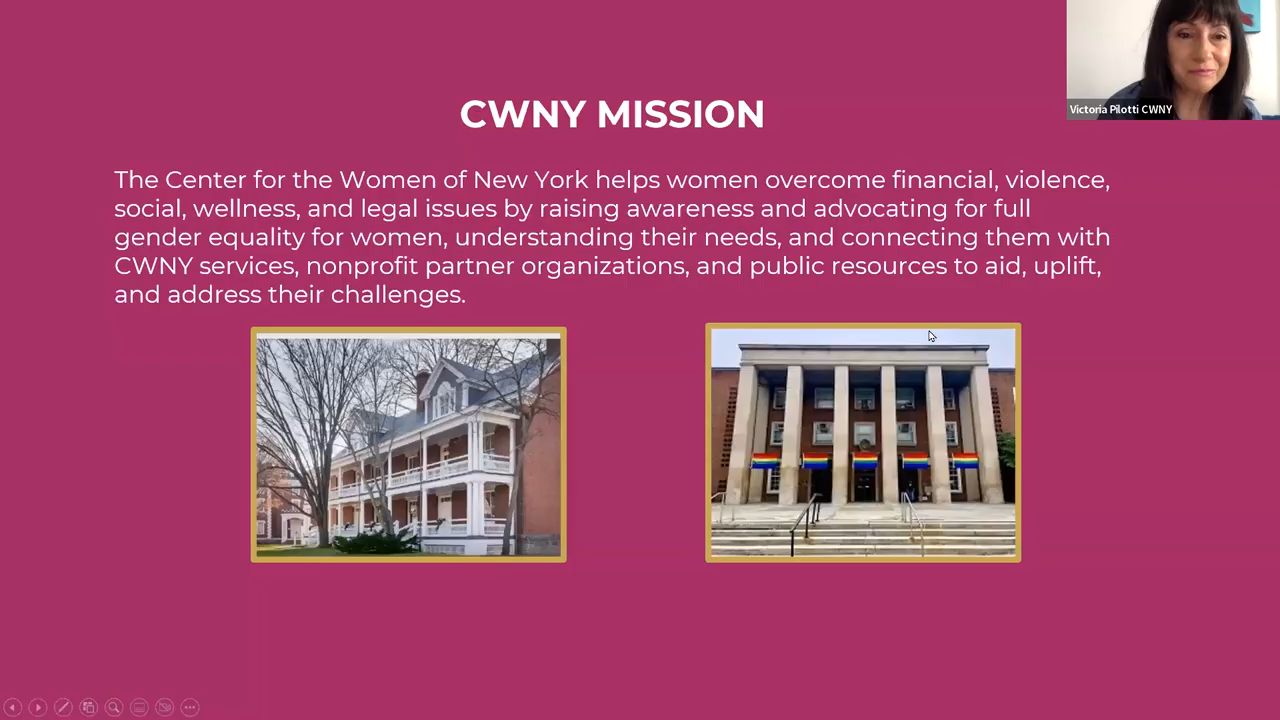 Victoria Pilotti CWNY
CWNY MISSION
The Center for the Women of New York helps women overcome financial, violence,
social, wellness, and legal issues by raising awareness and advocating for full
gender equality for women, understanding their needs, and connecting them with
CWNY services, nonprofit partner organizations, and public resources to aid, uplift,
and address their challenges.